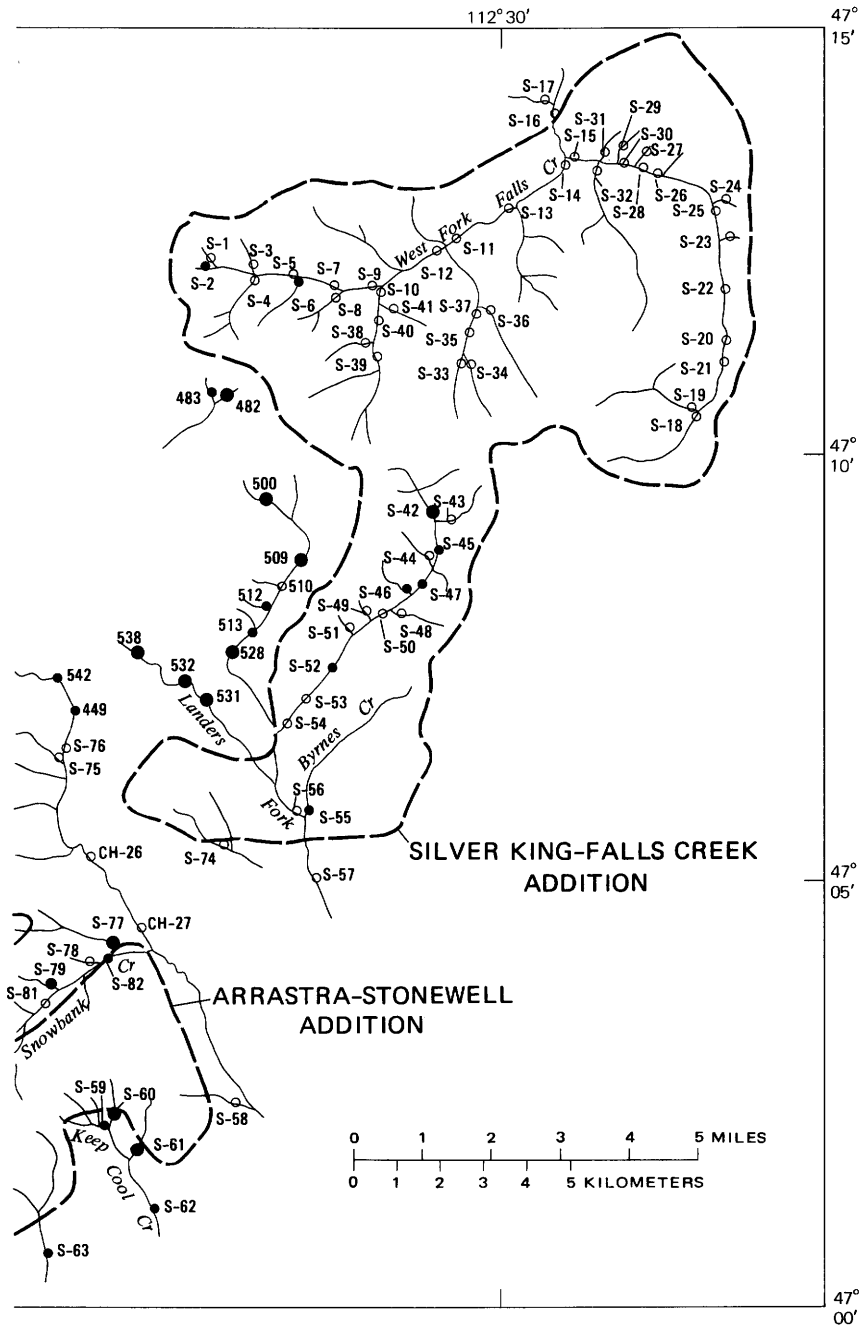 112° 30'
47°
15'
S-17
S-16
S-31
S-29
S-15
S-30
S-27
Cr
Falls
S-14
S-32
S-28
S-26
S-24
S-13
S-25
S-1
S-3
West Fork
S-11
S-23
S-5
S-7
S-9
S-12
S-2
S-4
S-6
S-8
S-10
S-41
S-37
S-36
S-22
S-40
S-38
S-35
S-20
S-39
S-33
S-34
S-21
483
482
S-19
S-18
47°
10'
500
S-42
S-43
509
S-44
S-45
510
512
S-46
S-47
S-49
513
S-51
S-48
S-50
538
528
542
532
S-52
531
449
Landers
S-53
Cr
S-54
Byrnes
S-76
S-75
S-56
Fork
S-55
S-74
SILVER KING-FALLS CREEK
ADDITION
CH-26
S-57
47°
05'
CH-27
S-77
S-78
Cr
S-79
S-82
S-81
ARRASTRA-STONEWELL
ADDITION
Snowbank
S-59
S-60
S-58
Keep
S-61
Cool
Cr
S-62
S-63
0 1 2 3 4 5 MILES
0 1 2 3 4 5 KILOMETERS
47°
00'